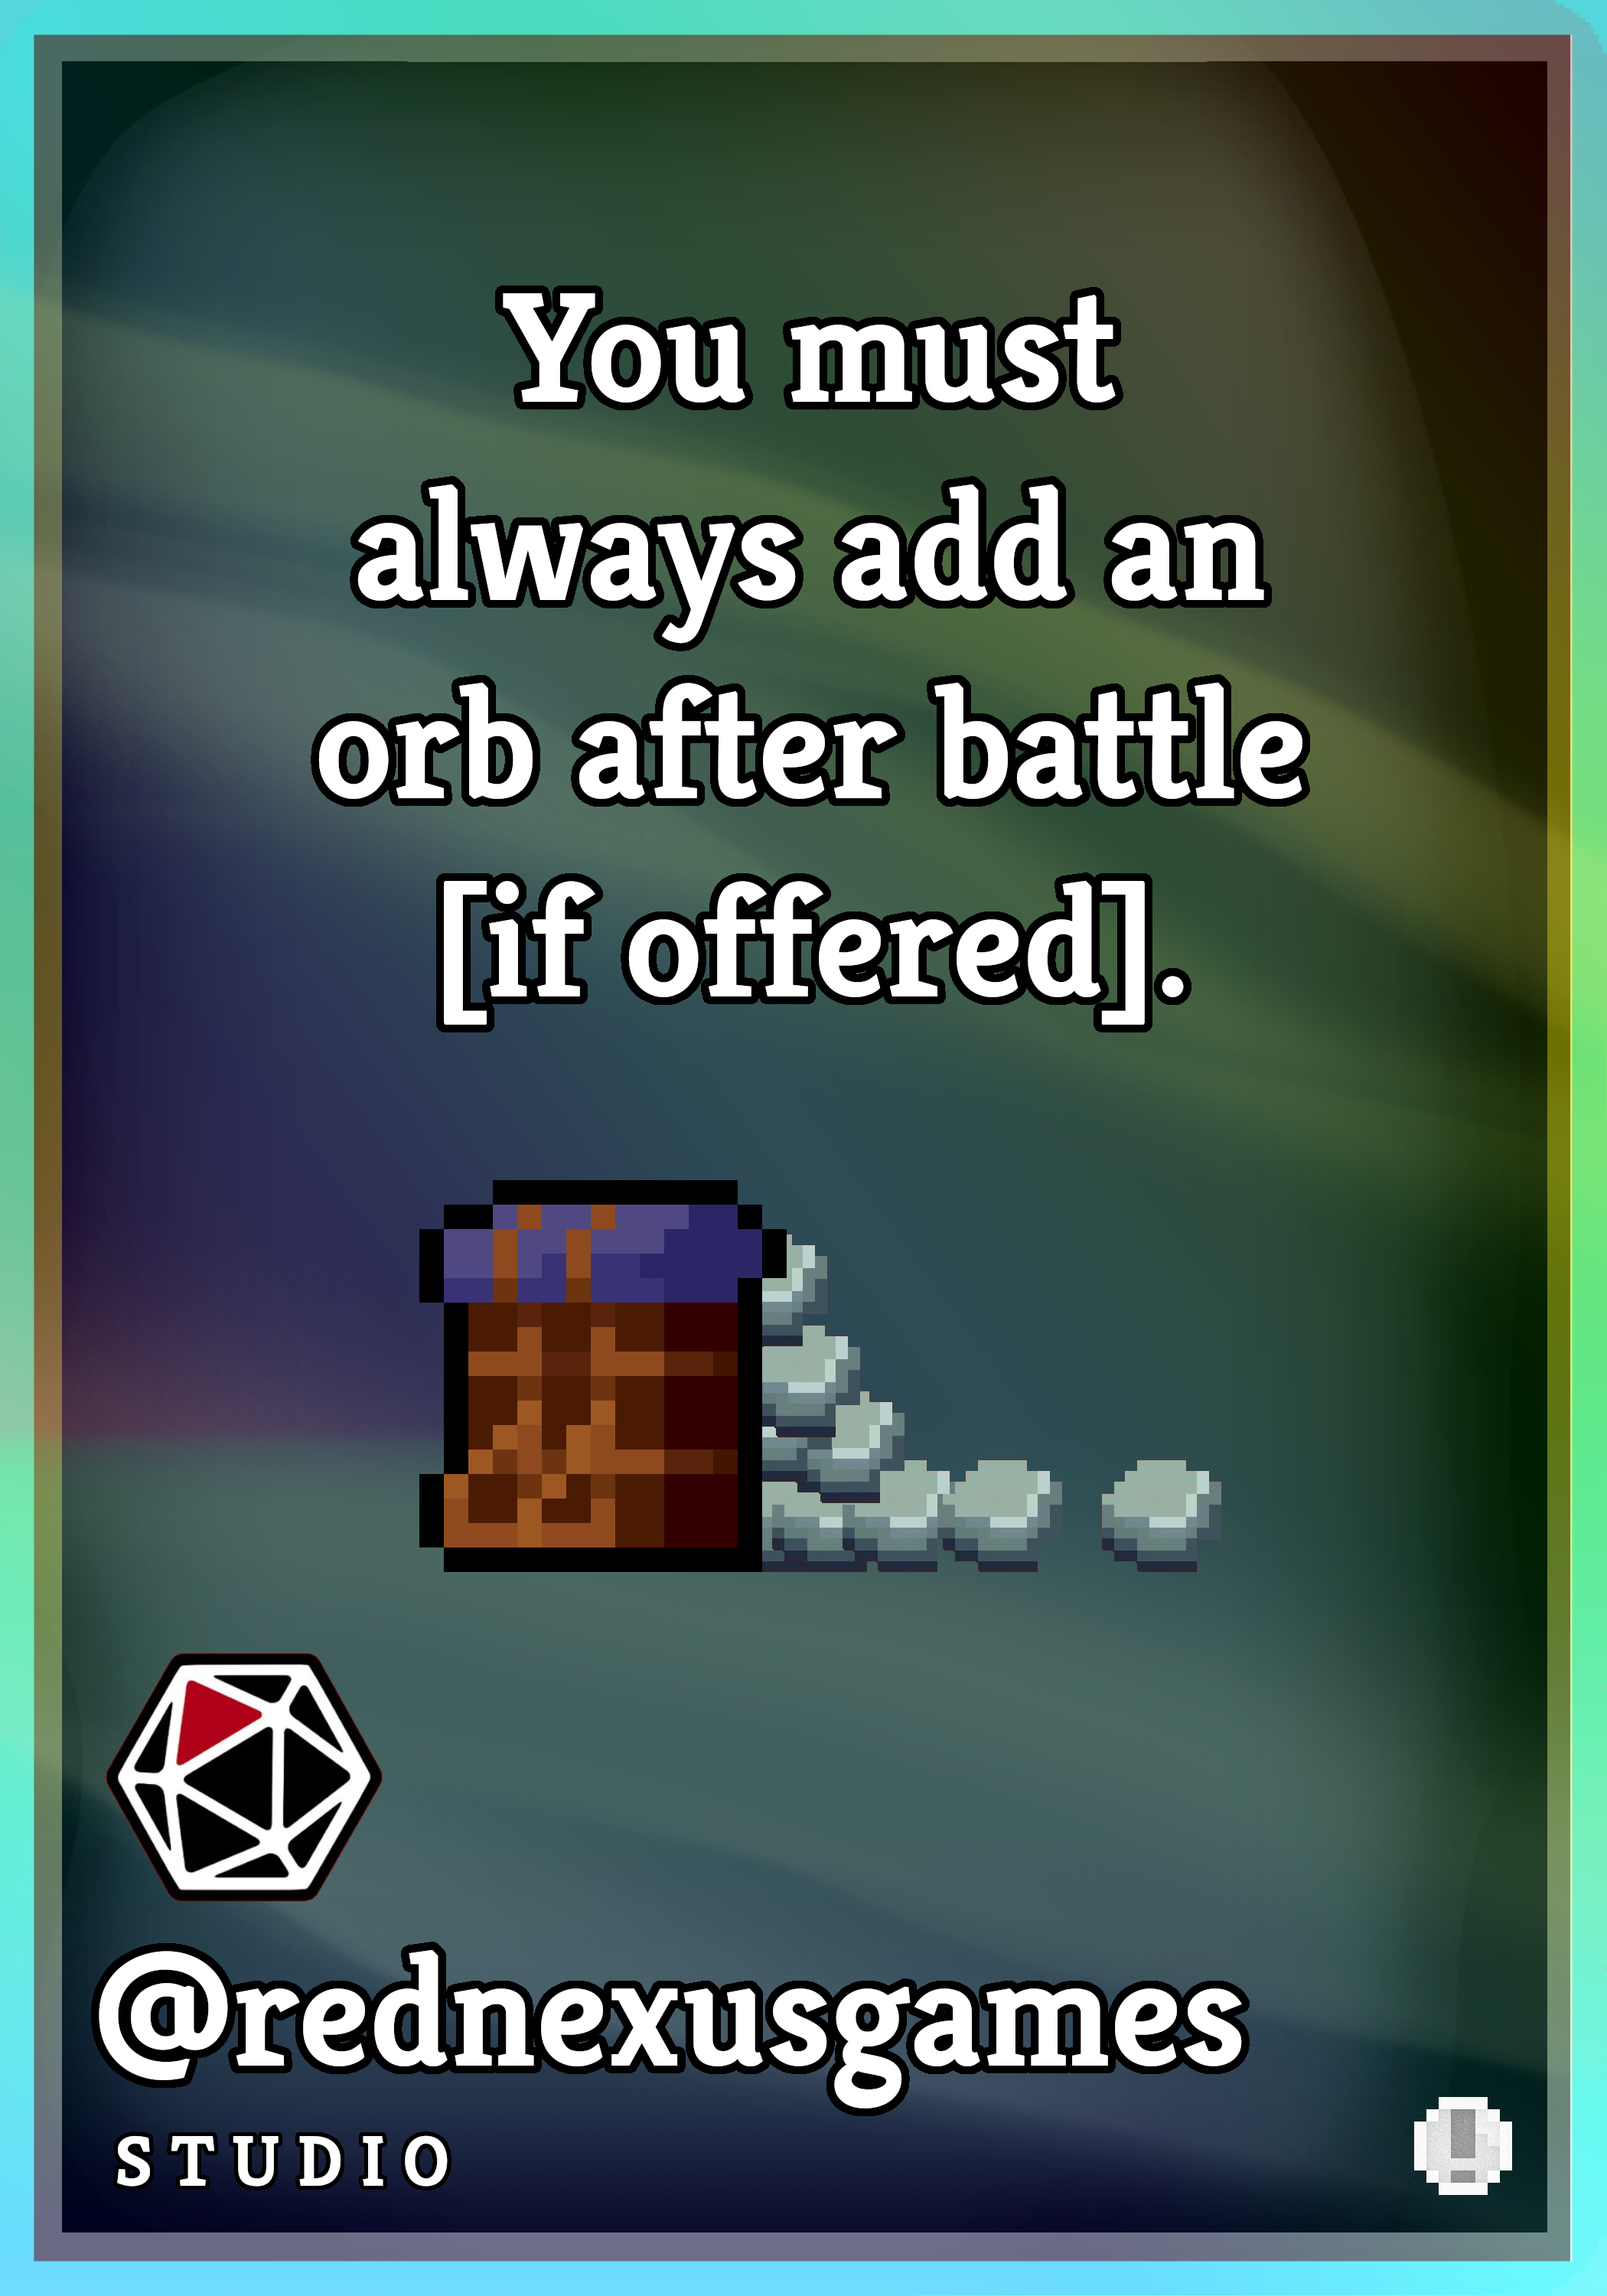 You must
always add an
orb after battle
[if offered].
@rednexusgames
STUDIO